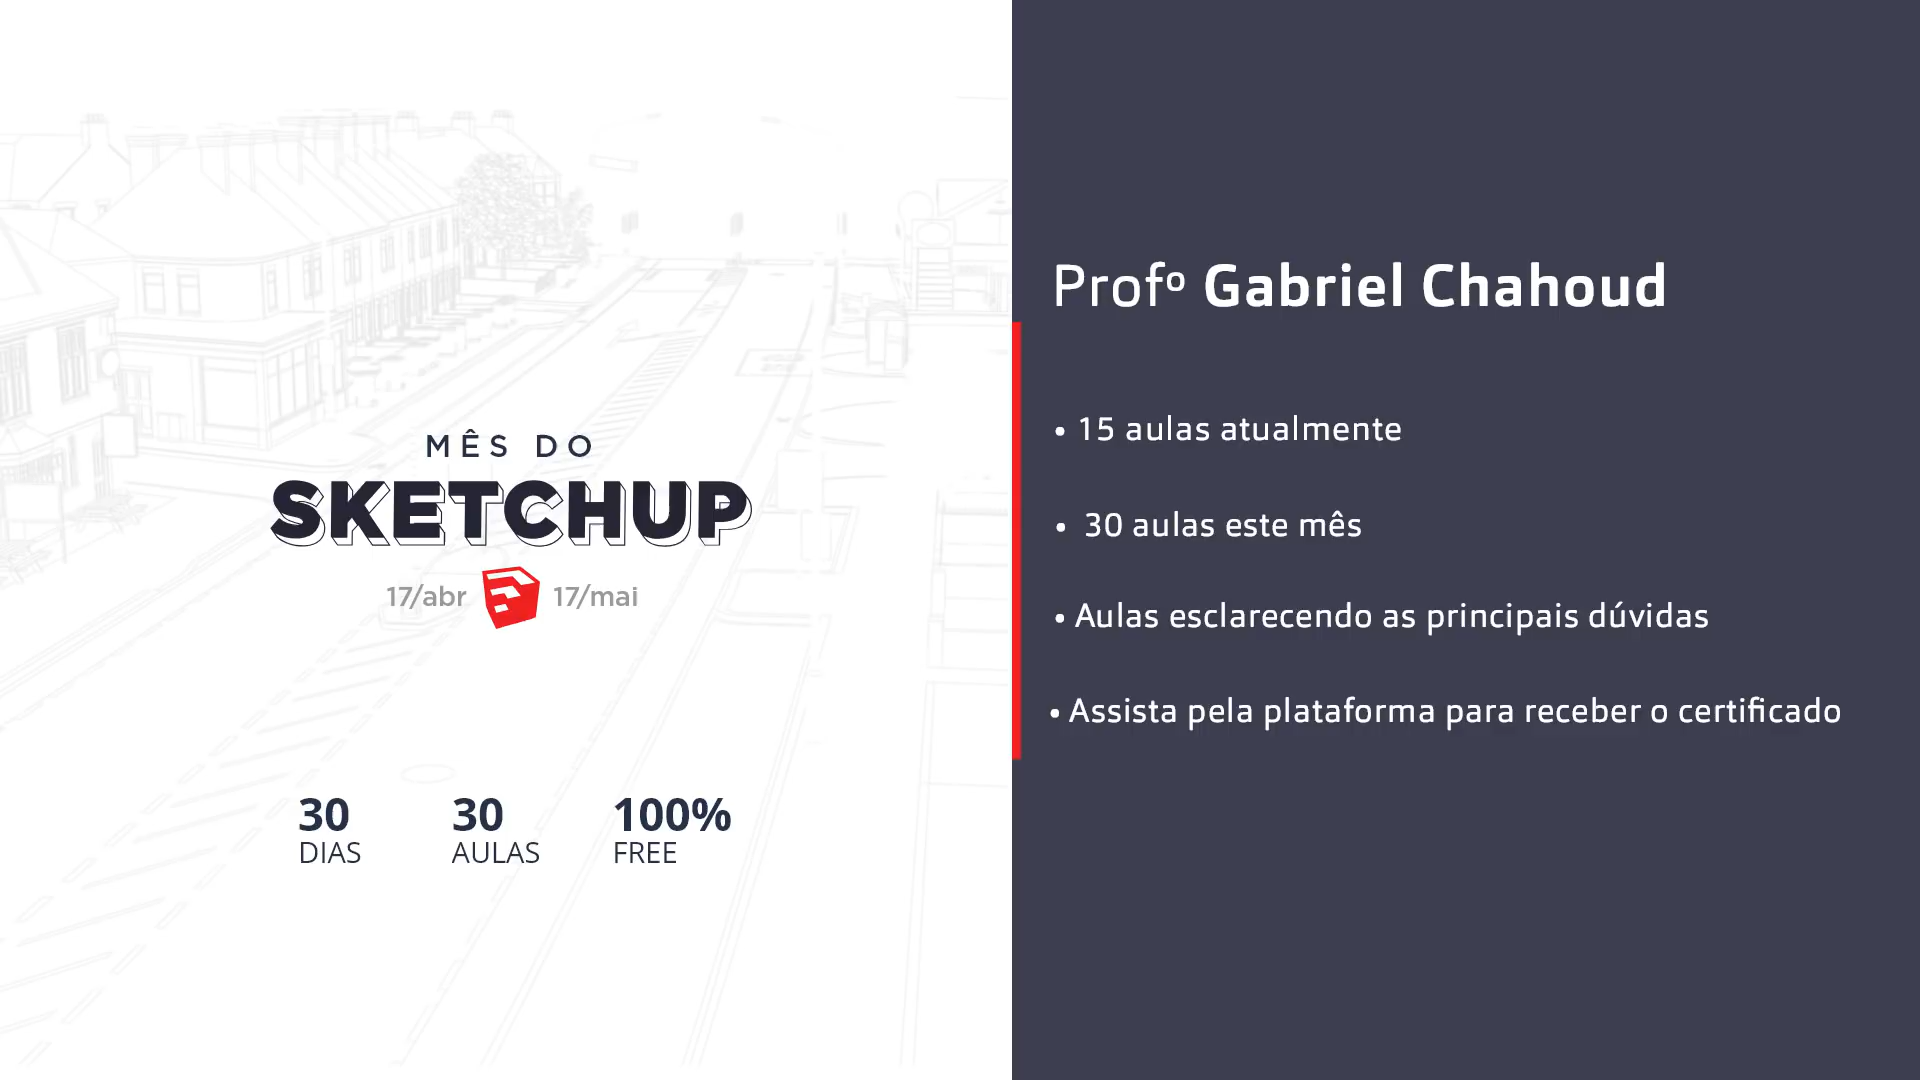 MÊS DO
SKETCHUP
17/abr 17/mai
30 DIAS
30 AULAS
100% FREE
Profº Gabriel Chahoud
• 15 aulas atualmente
• 30 aulas este mês
• Aulas esclarecendo as principais dúvidas
• Assista pela plataforma para receber o certificado